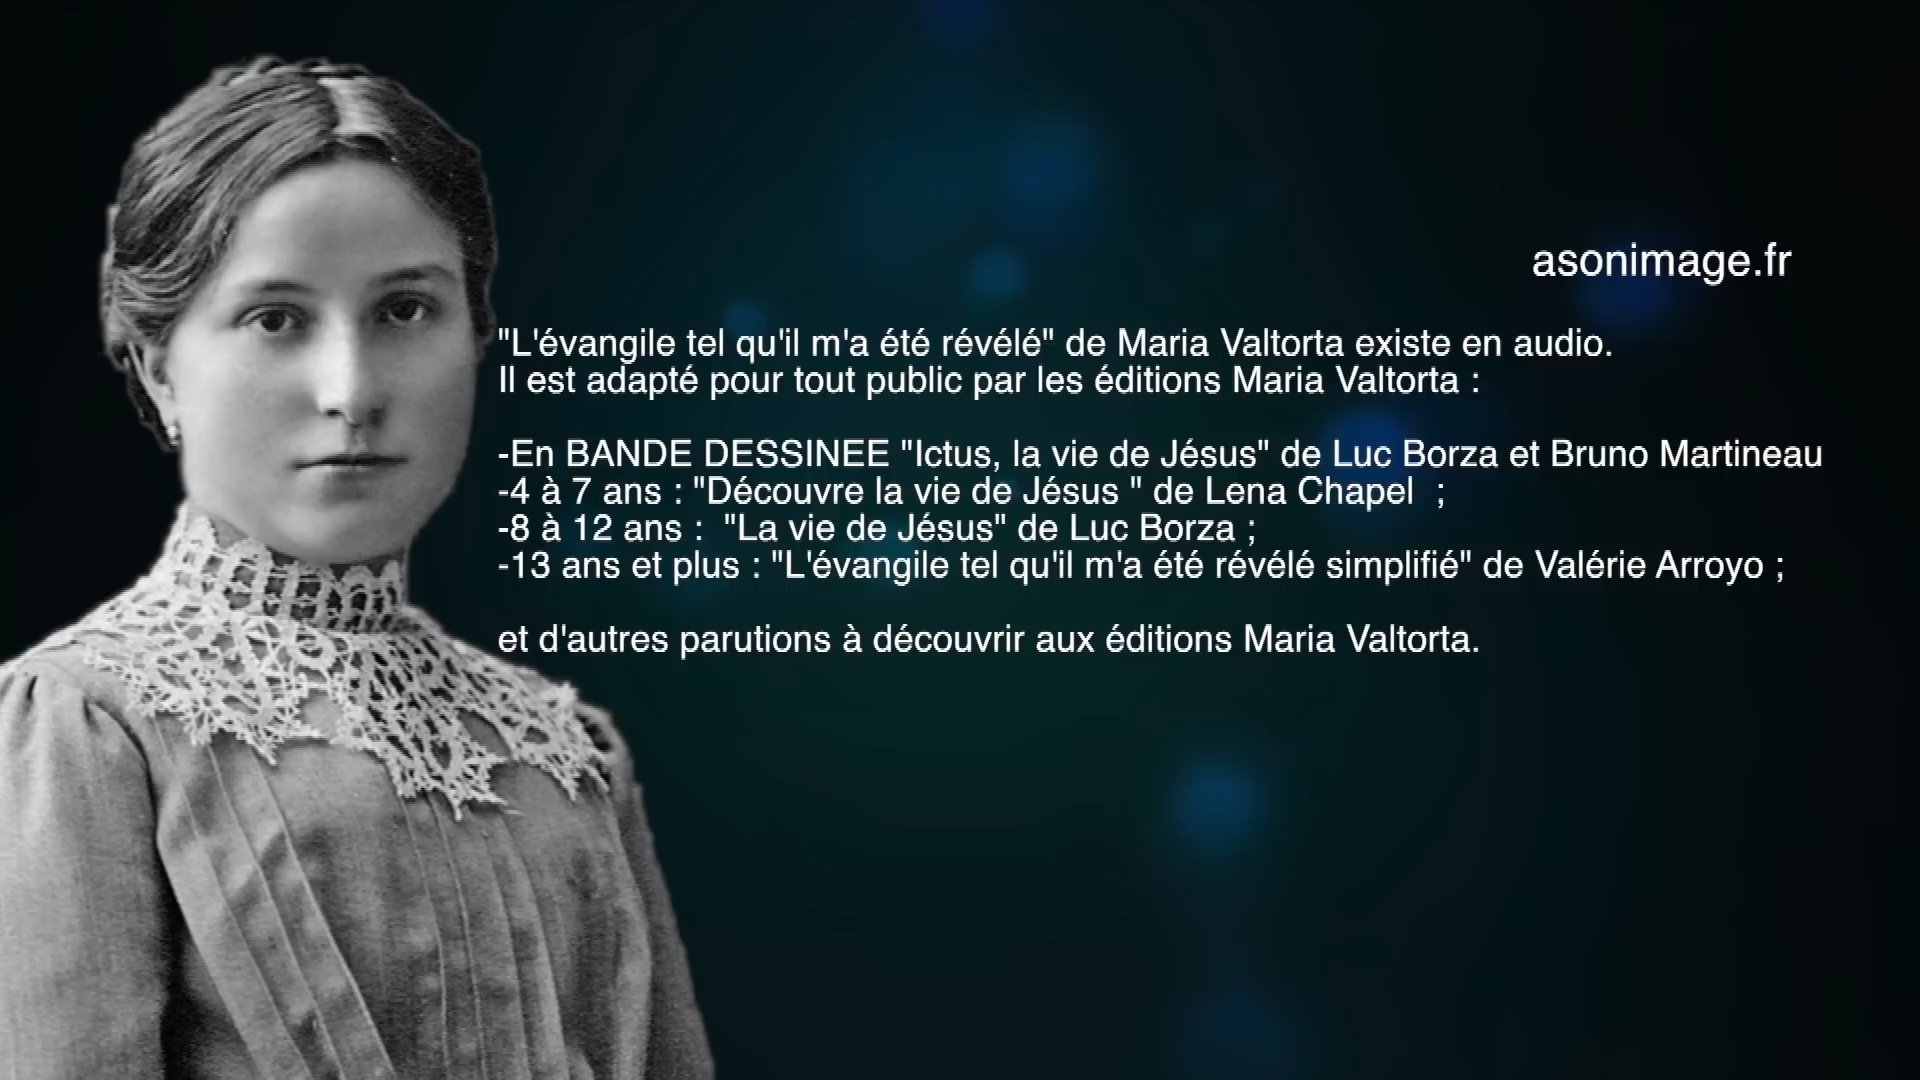 asonimage.fr
"L'évangile tel qu'il m'a été révélé" de Maria Valtorta existe en audio.
Il est adapté pour tout public par les éditions Maria Valtorta :
-En BANDE DESSINEE "Ictus, la vie de Jésus" de Luc Borza et Bruno Martineau
-4 à 7 ans : "Découvre la vie de Jésus " de Lena Chapel  ;
-8 à 12 ans :  "La vie de Jésus" de Luc Borza ;
-13 ans et plus : "L'évangile tel qu'il m'a été révélé simplifié" de Valérie Arroyo ;
et d'autres parutions à découvrir aux éditions Maria Valtorta.